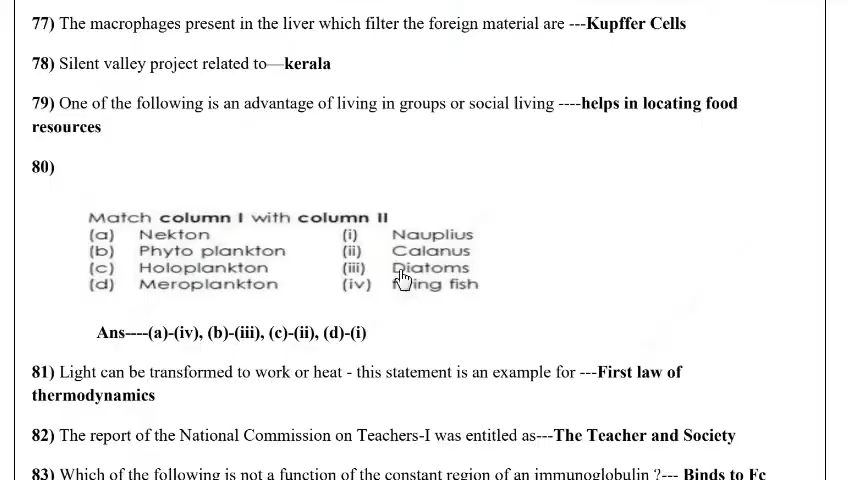 77) The macrophages present in the liver which filter the foreign material are ---Kupffer Cells
78) Silent valley project related to—kerala
79) One of the following is an advantage of living in groups or social living ----helps in locating food
resources
80)
Match column I with column II
(a) Nekton (i) Nauplius
(b) Phyto plankton (ii) Calanus
(c) Holoplankton (iii) Diatoms
(d) Meroplankton (iv) fish
Ans----(a)-(iv), (b)-(iii), (c)-(ii), (d)-(i)
81) Light can be transformed to work or heat - this statement is an example for ---First law of
thermodynamics
82) The report of the National Commission on Teachers-I was entitled as---The Teacher and Society
83) Which of the following is not a function of the constant region of an immunoglobulin ?--- Binds to Fc